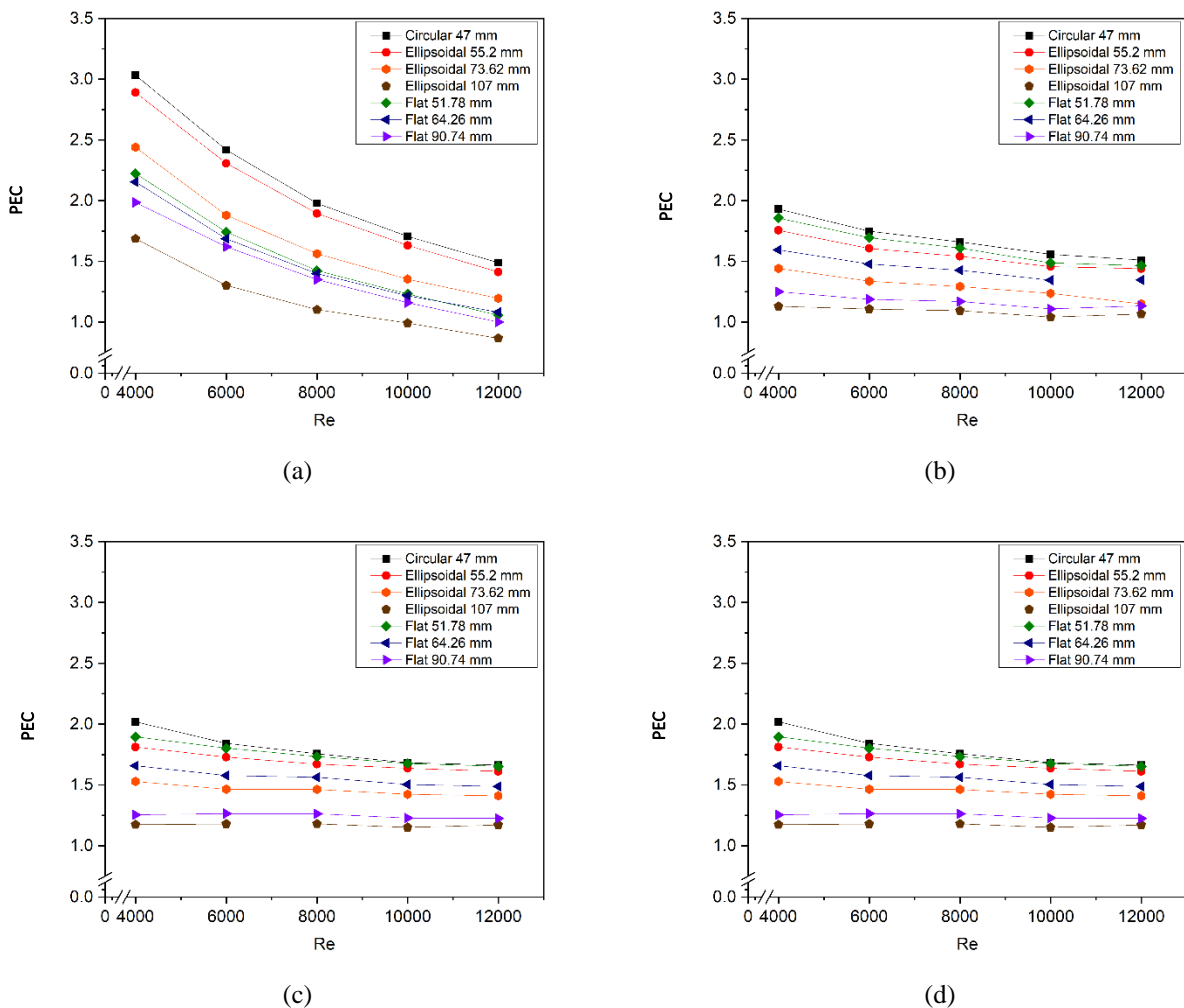 3.5
3.0
2.5
2.0
1.5
1.0
0.0
PEC
0 4000 6000 8000 10000 12000
Re
Circular 47 mm
Ellipsoidal 55.2 mm
Ellipsoidal 73.62 mm
Ellipsoidal 107 mm
Flat 51.78 mm
Flat 64.26 mm
Flat 90.74 mm
(a)
3.5
3.0
2.5
2.0
1.5
1.0
0.0
PEC
0 4000 6000 8000 10000 12000
Re
Circular 47 mm
Ellipsoidal 55.2 mm
Ellipsoidal 73.62 mm
Ellipsoidal 107 mm
Flat 51.78 mm
Flat 64.26 mm
Flat 90.74 mm
(b)
3.5
3.0
2.5
2.0
1.5
1.0
0.0
PEC
0 4000 6000 8000 10000 12000
Re
Circular 47 mm
Ellipsoidal 55.2 mm
Ellipsoidal 73.62 mm
Ellipsoidal 107 mm
Flat 51.78 mm
Flat 64.26 mm
Flat 90.74 mm
(c)
3.5
3.0
2.5
2.0
1.5
1.0
0.0
PEC
0 4000 6000 8000 10000 12000
Re
Circular 47 mm
Ellipsoidal 55.2 mm
Ellipsoidal 73.62 mm
Ellipsoidal 107 mm
Flat 51.78 mm
Flat 64.26 mm
Flat 90.74 mm
(d)